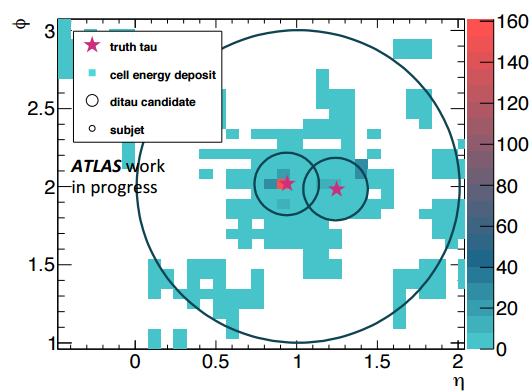 ϕ
3
2.5
2
1.5
1
truth tau
cell energy deposit
ditau candidate
subjet
ATLAS work
in progress
160
140
120
100
80
60
40
20
0
0 0.5 1 1.5 2
η